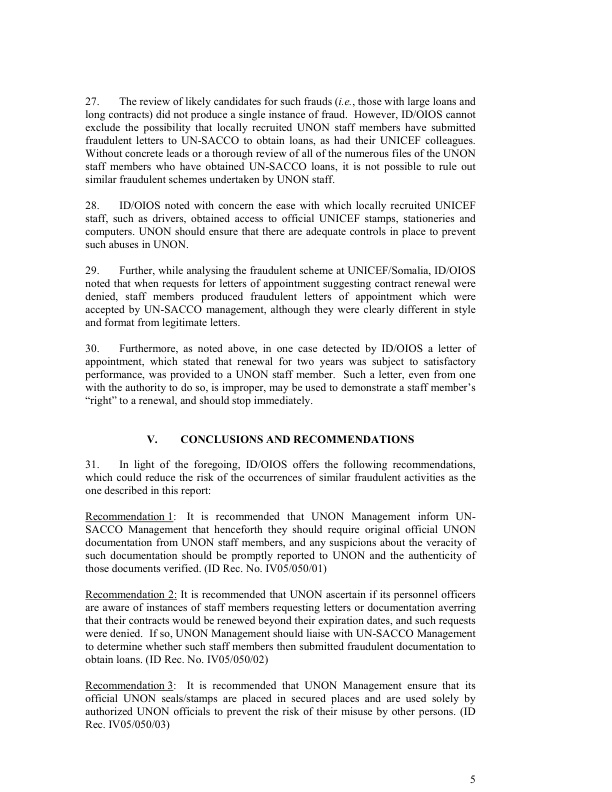 27. The review of likely candidates for such frauds (i.e., those with large loans and
long contracts) did not produce a single instance of fraud. However, ID/OIOS cannot
exclude the possibility that locally recruited UNON staff members have submitted
fraudulent letters to UN-SACCO to obtain loans, as had their UNICEF colleagues.
Without concrete leads or a thorough review of all of the numerous files of the UNON
staff members who have obtained UN-SACCO loans, it is not possible to rule out
similar fraudulent schemes undertaken by UNON staff.
28. ID/OIOS noted with concern the ease with which locally recruited UNICEF
staff, such as drivers, obtained access to official UNICEF stamps, stationeries and
computers. UNON should ensure that there are adequate controls in place to prevent
such abuses in UNON.
29. Further, while analysing the fraudulent scheme at UNICEF/Somalia, ID/OIOS
noted that when requests for letters of appointment suggesting contract renewal were
denied, staff members produced fraudulent letters of appointment which were
accepted by UN-SACCO management, although they were clearly different in style
and format from legitimate letters.
30. Furthermore, as noted above, in one case detected by ID/OIOS a letter of
appointment, which stated that renewal for two years was subject to satisfactory
performance, was provided to a UNON staff member. Such a letter, even from one
with the authority to do so, is improper, may be used to demonstrate a staff member’s
“right” to a renewal, and should stop immediately.
V. CONCLUSIONS AND RECOMMENDATIONS
31. In light of the foregoing, ID/OIOS offers the following recommendations,
which could reduce the risk of the occurrences of similar fraudulent activities as the
one described in this report:
Recommendation 1: It is recommended that UNON Management inform UN-
SACCO Management that henceforth they should require original official UNON
documentation from UNON staff members, and any suspicions about the veracity of
such documentation should be promptly reported to UNON and the authenticity of
those documents verified. (ID Rec. No. IV05/050/01)
Recommendation 2: It is recommended that UNON ascertain if its personnel officers
are aware of instances of staff members requesting letters or documentation averring
that their contracts would be renewed beyond their expiration dates, and such requests
were denied. If so, UNON Management should liaise with UN-SACCO Management
to determine whether such staff members then submitted fraudulent documentation to
obtain loans. (ID Rec. No. IV05/050/02)
Recommendation 3: It is recommended that UNON Management ensure that its
official UNON seals/stamps are placed in secured places and are used solely by
authorized UNON officials to prevent the risk of their misuse by other persons. (ID
Rec. IV05/050/03)
5